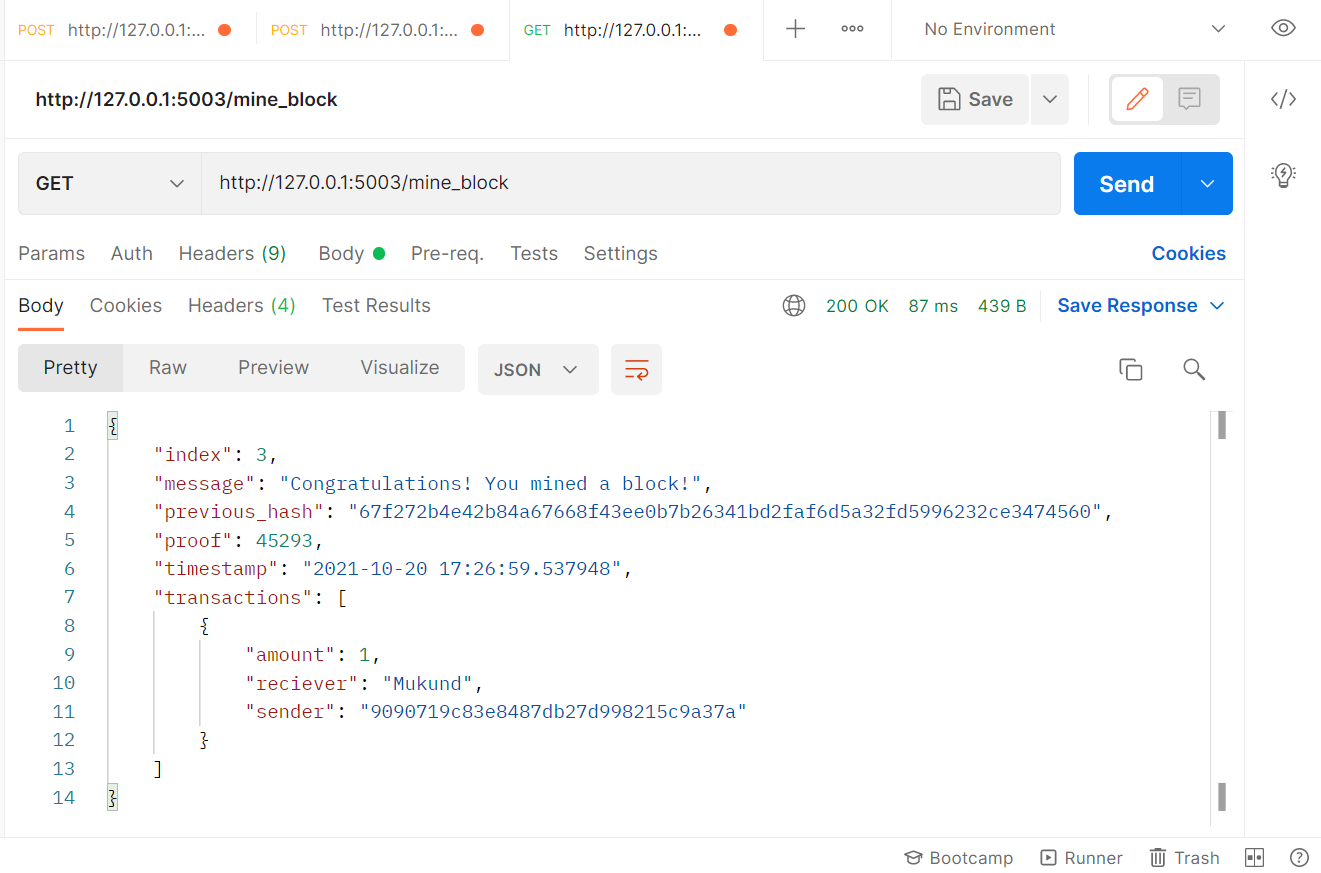 POST http://127.0.0.1:... POST http://127.0.0.1:... GET http://127.0.0.1:... No Environment
http://127.0.0.1:5003/mine_block Save
GET http://127.0.0.1:5003/mine_block Send
Params Auth Headers (9) Body Pre-req. Tests Settings Cookies
Body Cookies Headers (4) Test Results 200 OK 87 ms 439 B Save Response
Pretty Raw Preview Visualize JSON
1 {
2 "index": 3,
3 "message": "Congratulations! You mined a block!",
4 "previous_hash": "67f272b4e42b84a67668f43ee0b7b26341bd2faf6d5a32fd5996232ce3474560",
5 "proof": 45293,
6 "timestamp": "2021-10-20 17:26:59.537948",
7 "transactions": [
8 {
9 "amount": 1,
10 "reciever": "Mukund",
11 "sender": "9090719c83e8487db27d998215c9a37a"
12 }
13 ]
14 }
Bootcamp Runner Trash